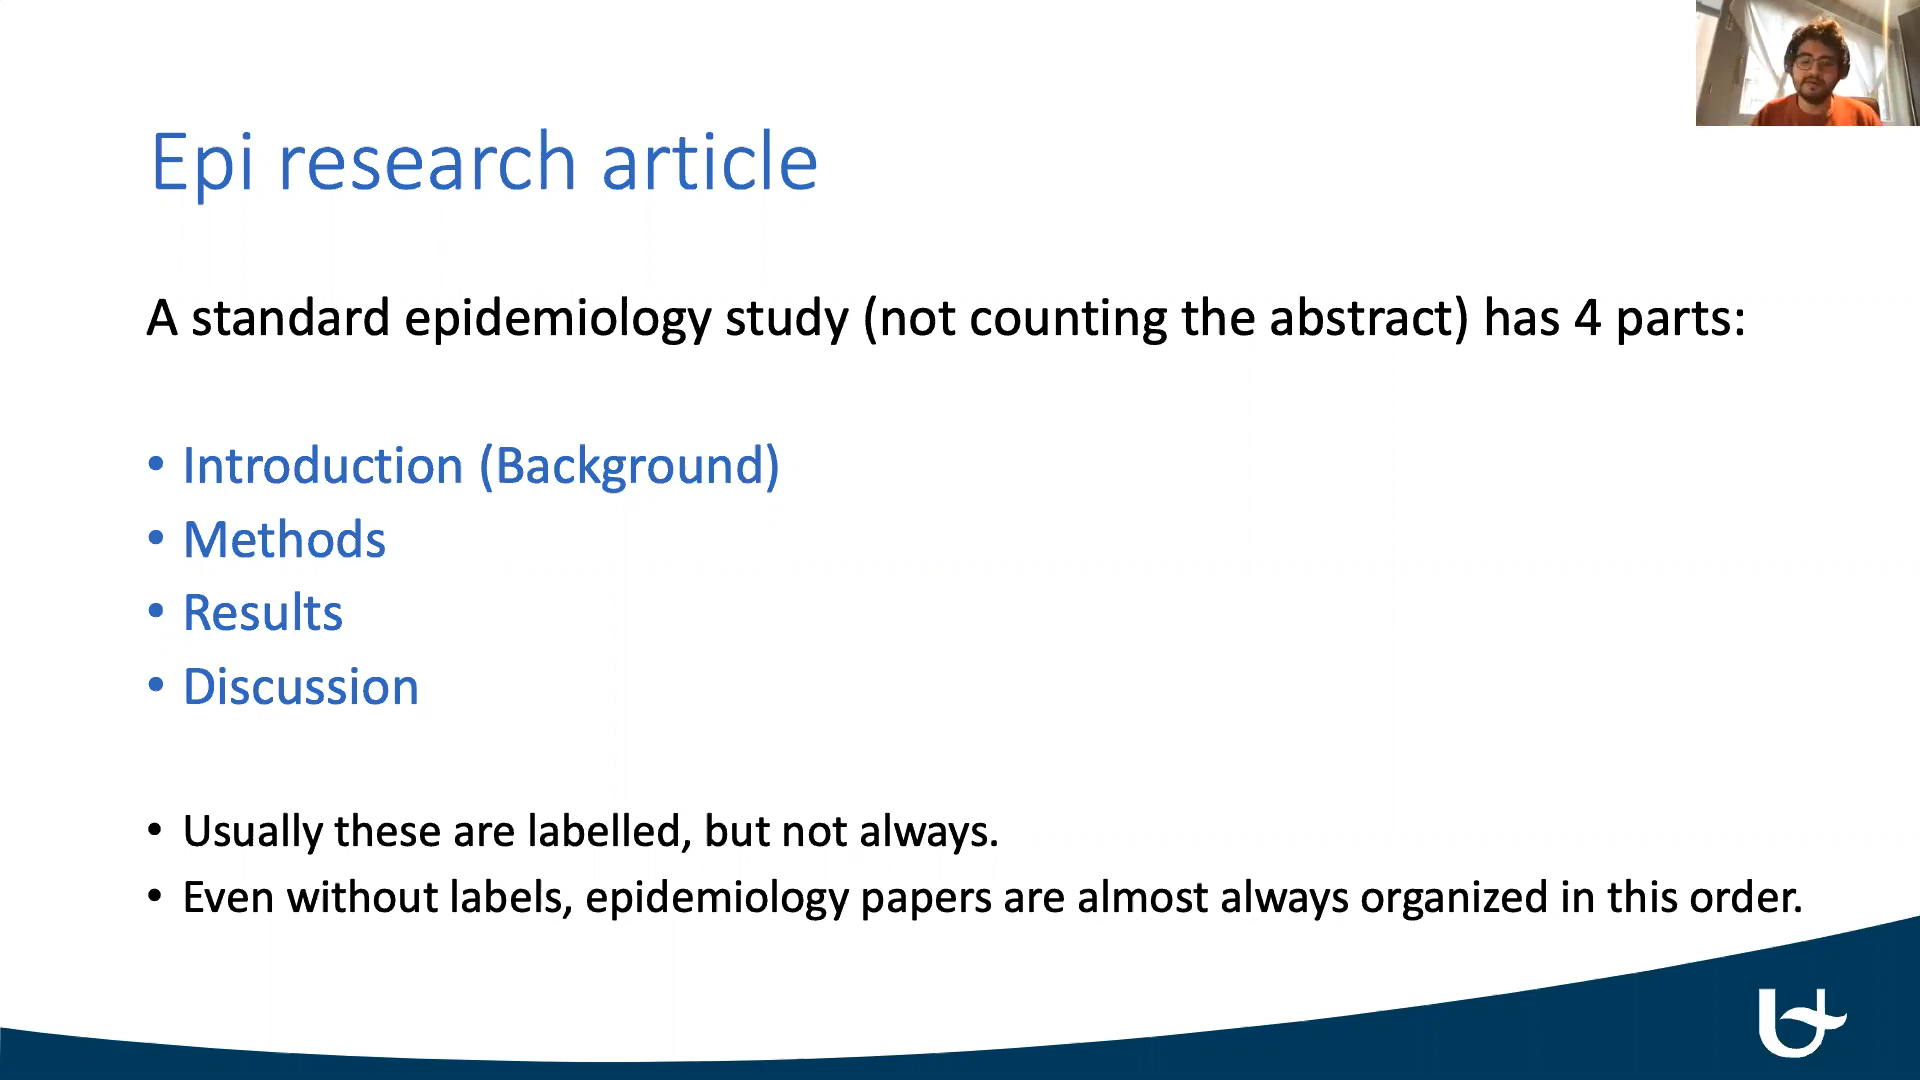 Epi research article
A standard epidemiology study (not counting the abstract) has 4 parts:
• Introduction (Background)
• Methods
• Results
• Discussion
• Usually these are labelled, but not always.
• Even without labels, epidemiology papers are almost always organized in this order.